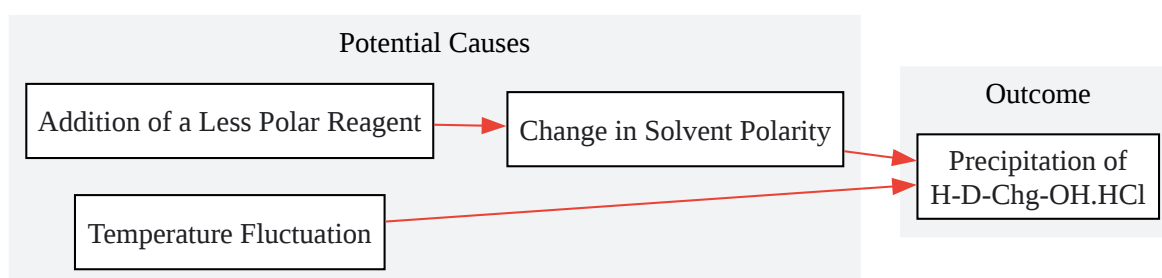 Potential Causes
Addition of a Less Polar Reagent
Change in Solvent Polarity
Temperature Fluctuation
Outcome
Precipitation of
H-D-Chg-OH.HCl